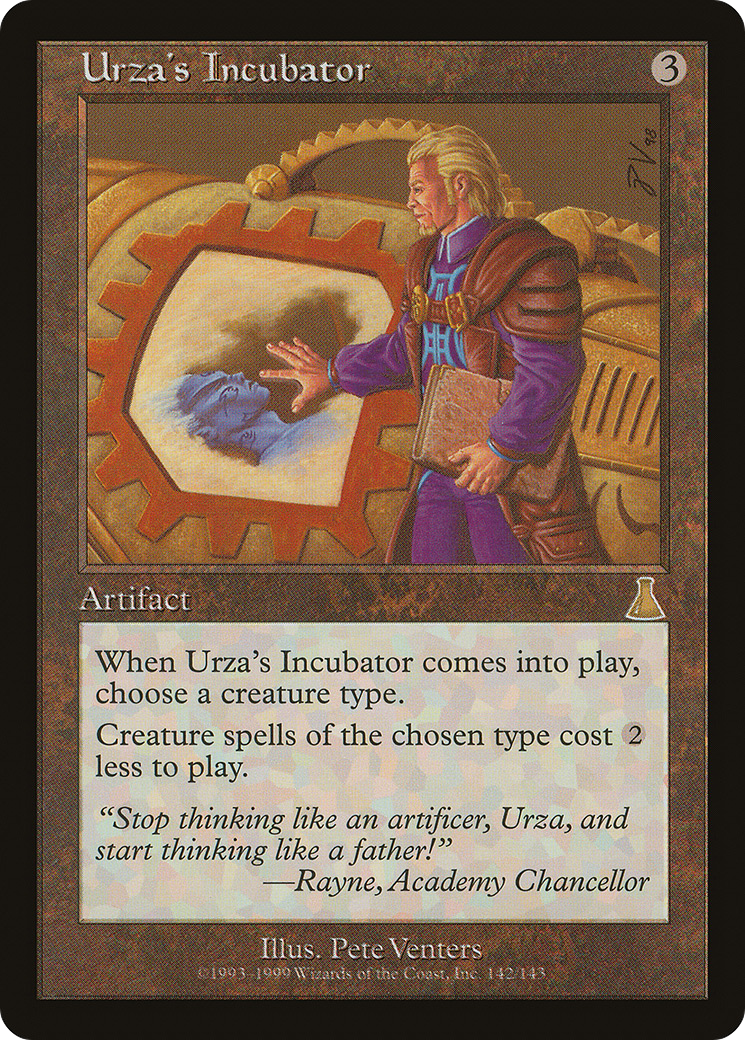 Urza's Incubator
3
PV98
Artifact
When Urza's Incubator comes into play,
choose a creature type.
Creature spells of the chosen type cost 2
less to play.
“Stop thinking like an artificer, Urza, and
start thinking like a father!”
—Rayne, Academy Chancellor
Illus. Pete Venters
©1993–1999 Wizards of the Coast, Inc. 142/143